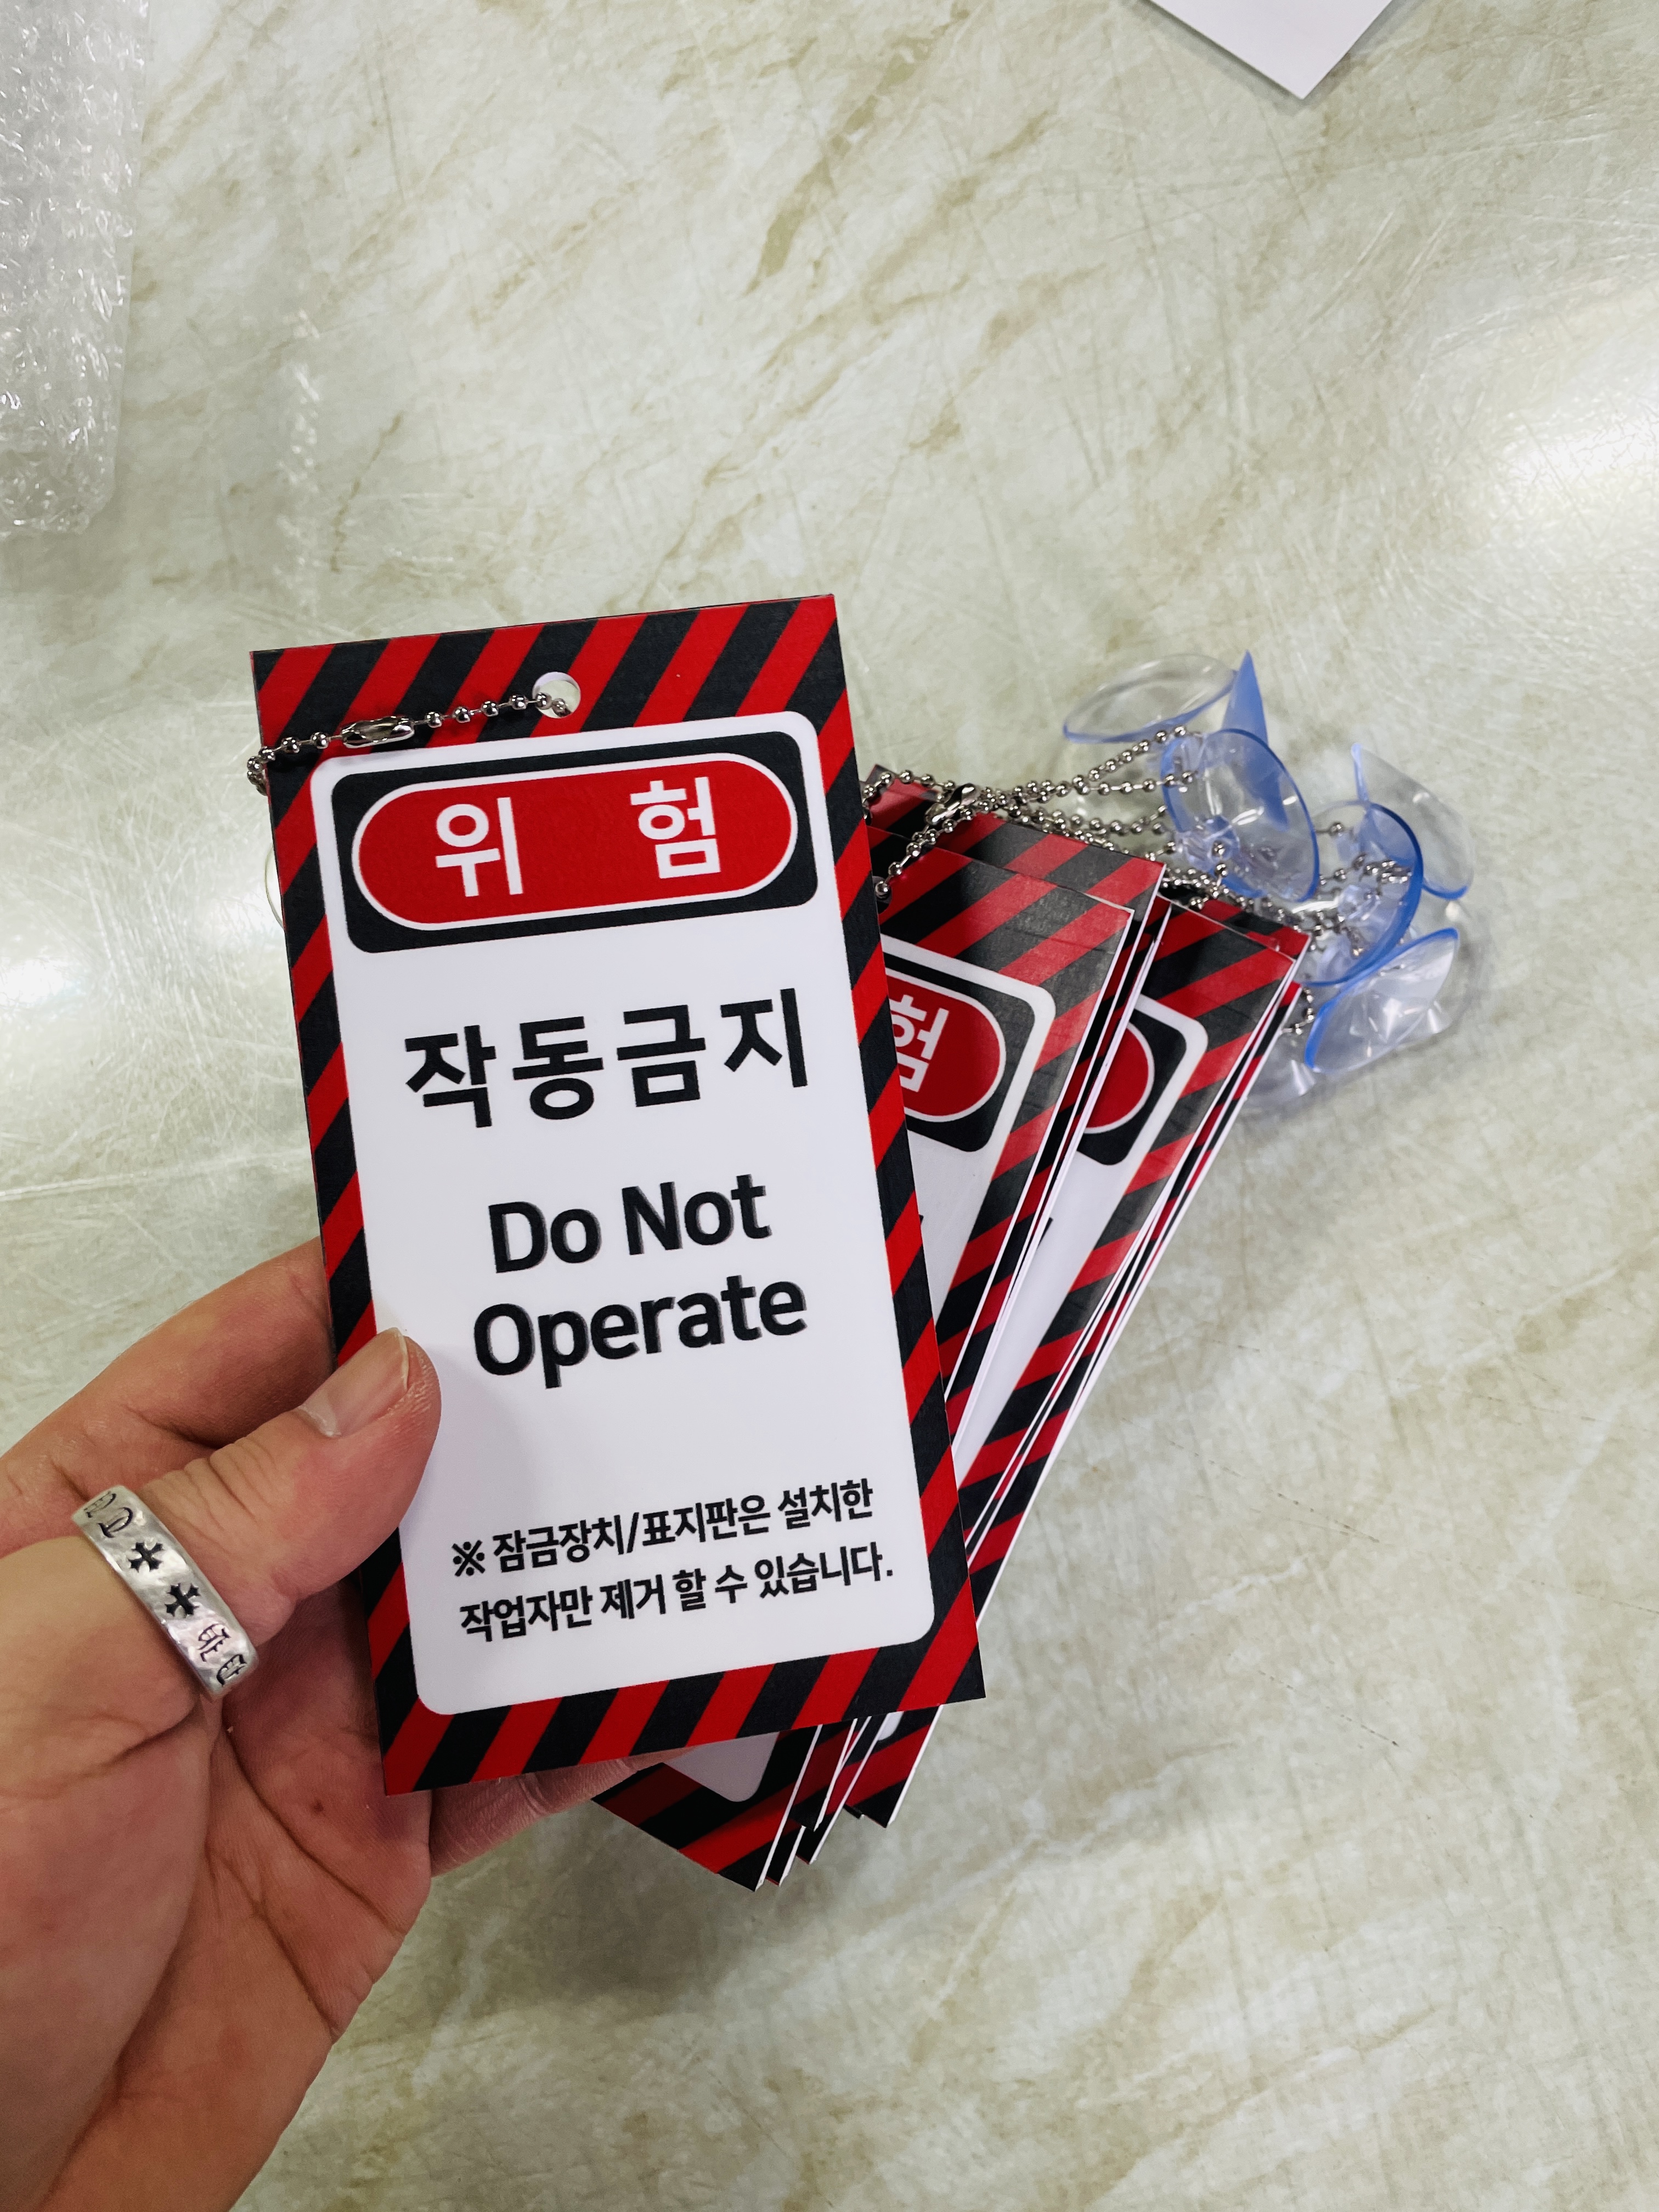 위 험
작동금지
Do Not
Operate
※ 잠금장치/표지판은 설치한
작업자만 제거 할 수 있습니다.
험